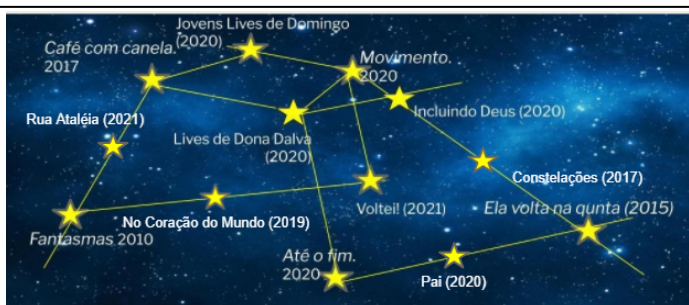 Jovens Lives de Domingo
(2020)
Café com canela.
2017
Movimento.
2020
Rua Ataléia (2021)
Incluindo Deus (2020)
Lives de Dona Dalva
(2020)
Constelações (2017)
Voltei! (2021)
Ela volta na qunta (2015)
No Coração do Mundo (2019)
Fantasmas 2010
Até o fim.
2020
Pai (2020)